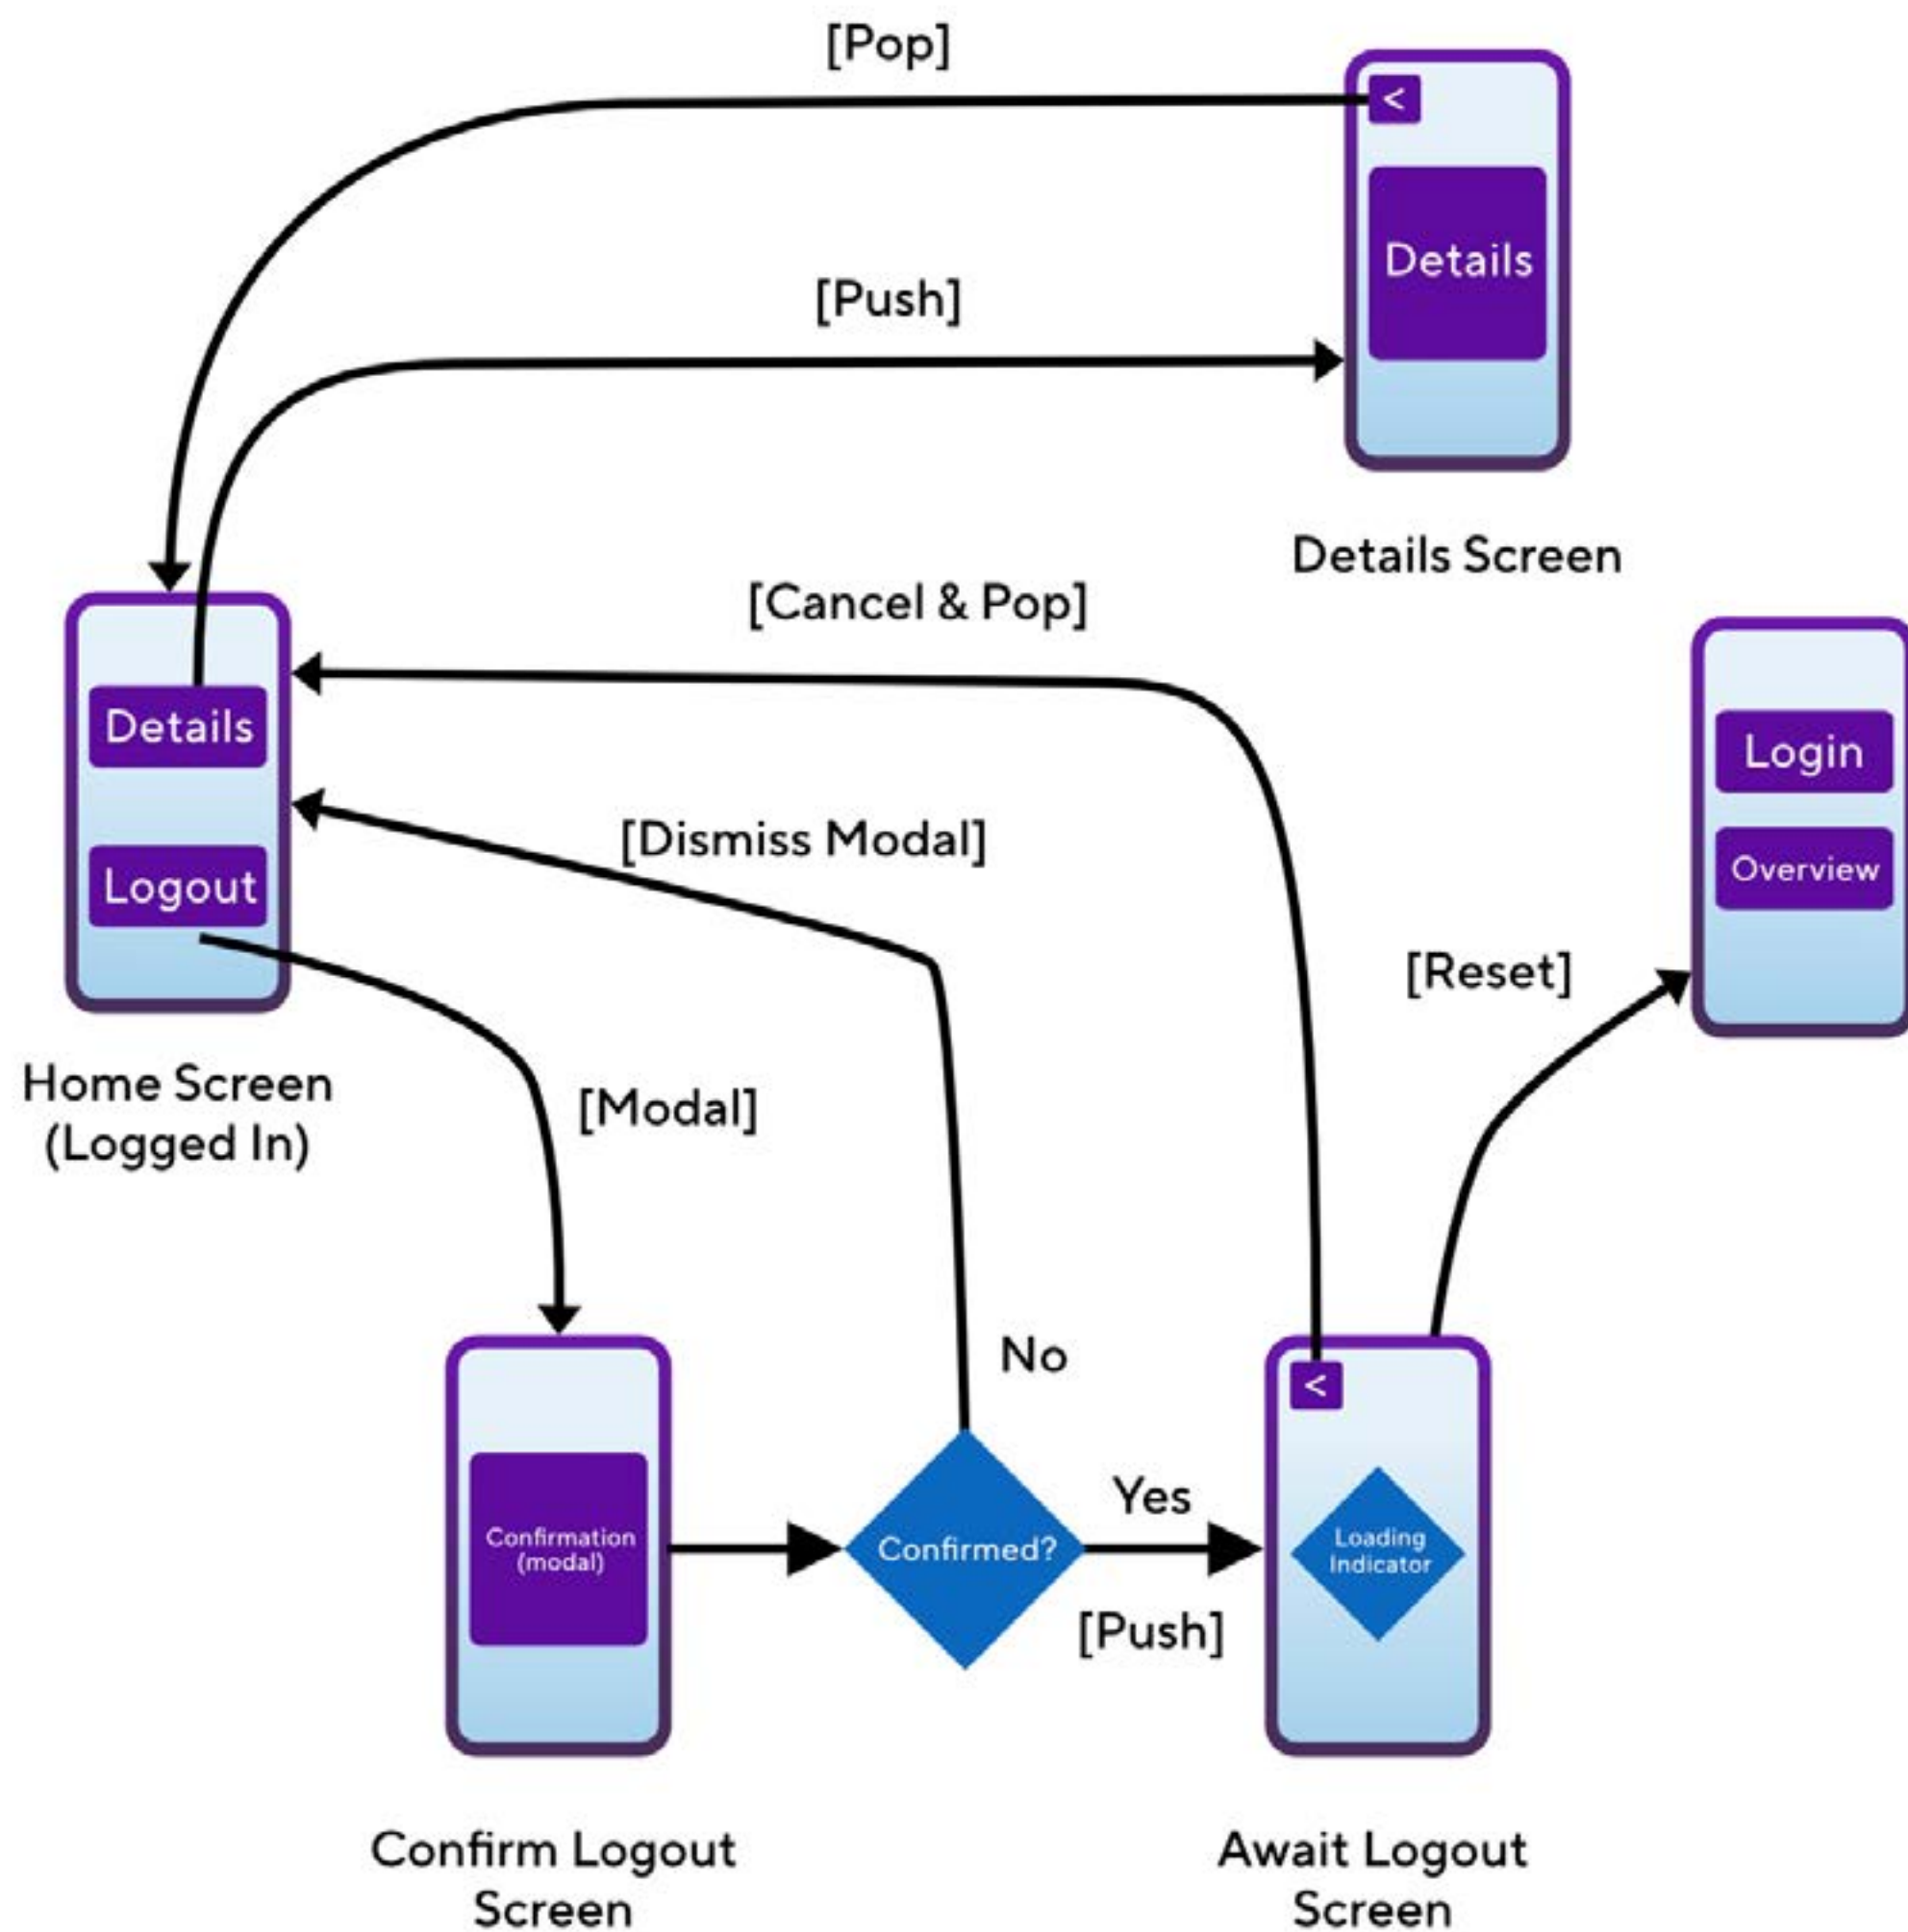 [Pop]
<
Details
[Push]
Details Screen
[Cancel & Pop]
Details
Logout
Home Screen
(Logged In)
[Dismiss Modal]
Login
Overview
[Reset]
[Modal]
No
<
Confirmation
(modal)
Confirmed?
Yes
[Push]
Loading
Indicator
Confirm Logout
Screen
Await Logout
Screen